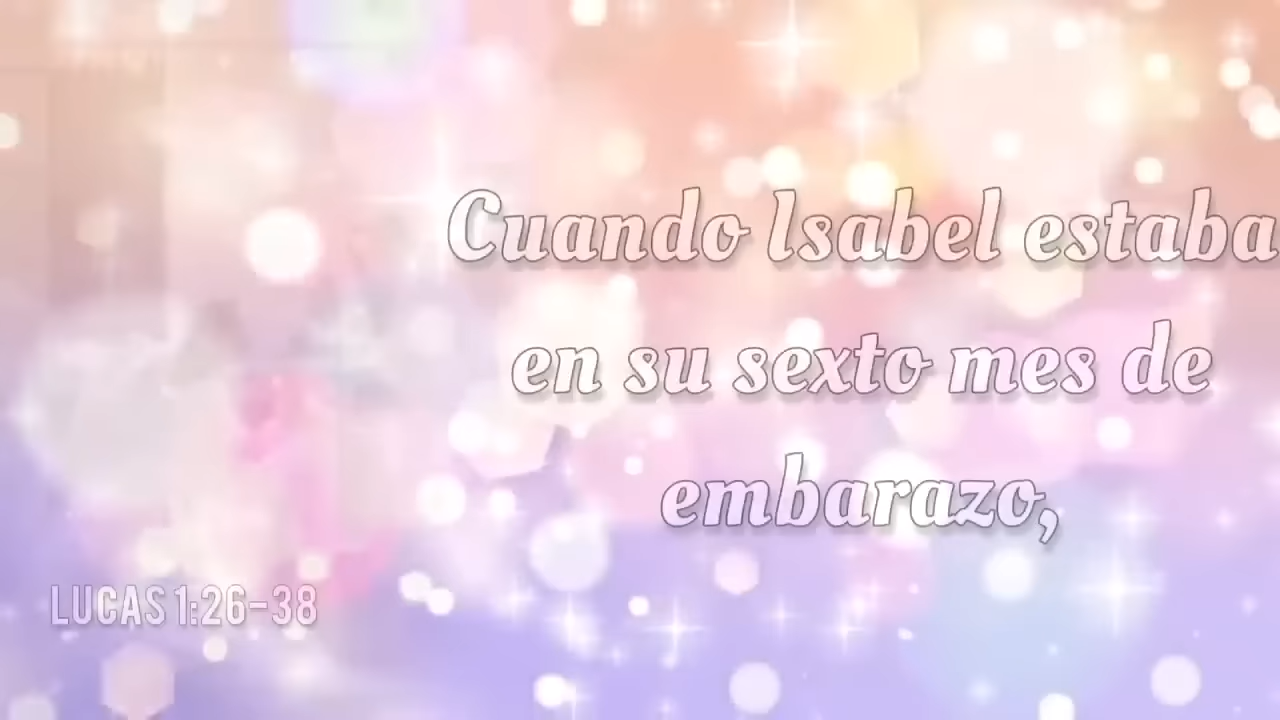 Cuando Isabel estaba
en su sexto mes de
embarazo,
LUCAS 1:26-38